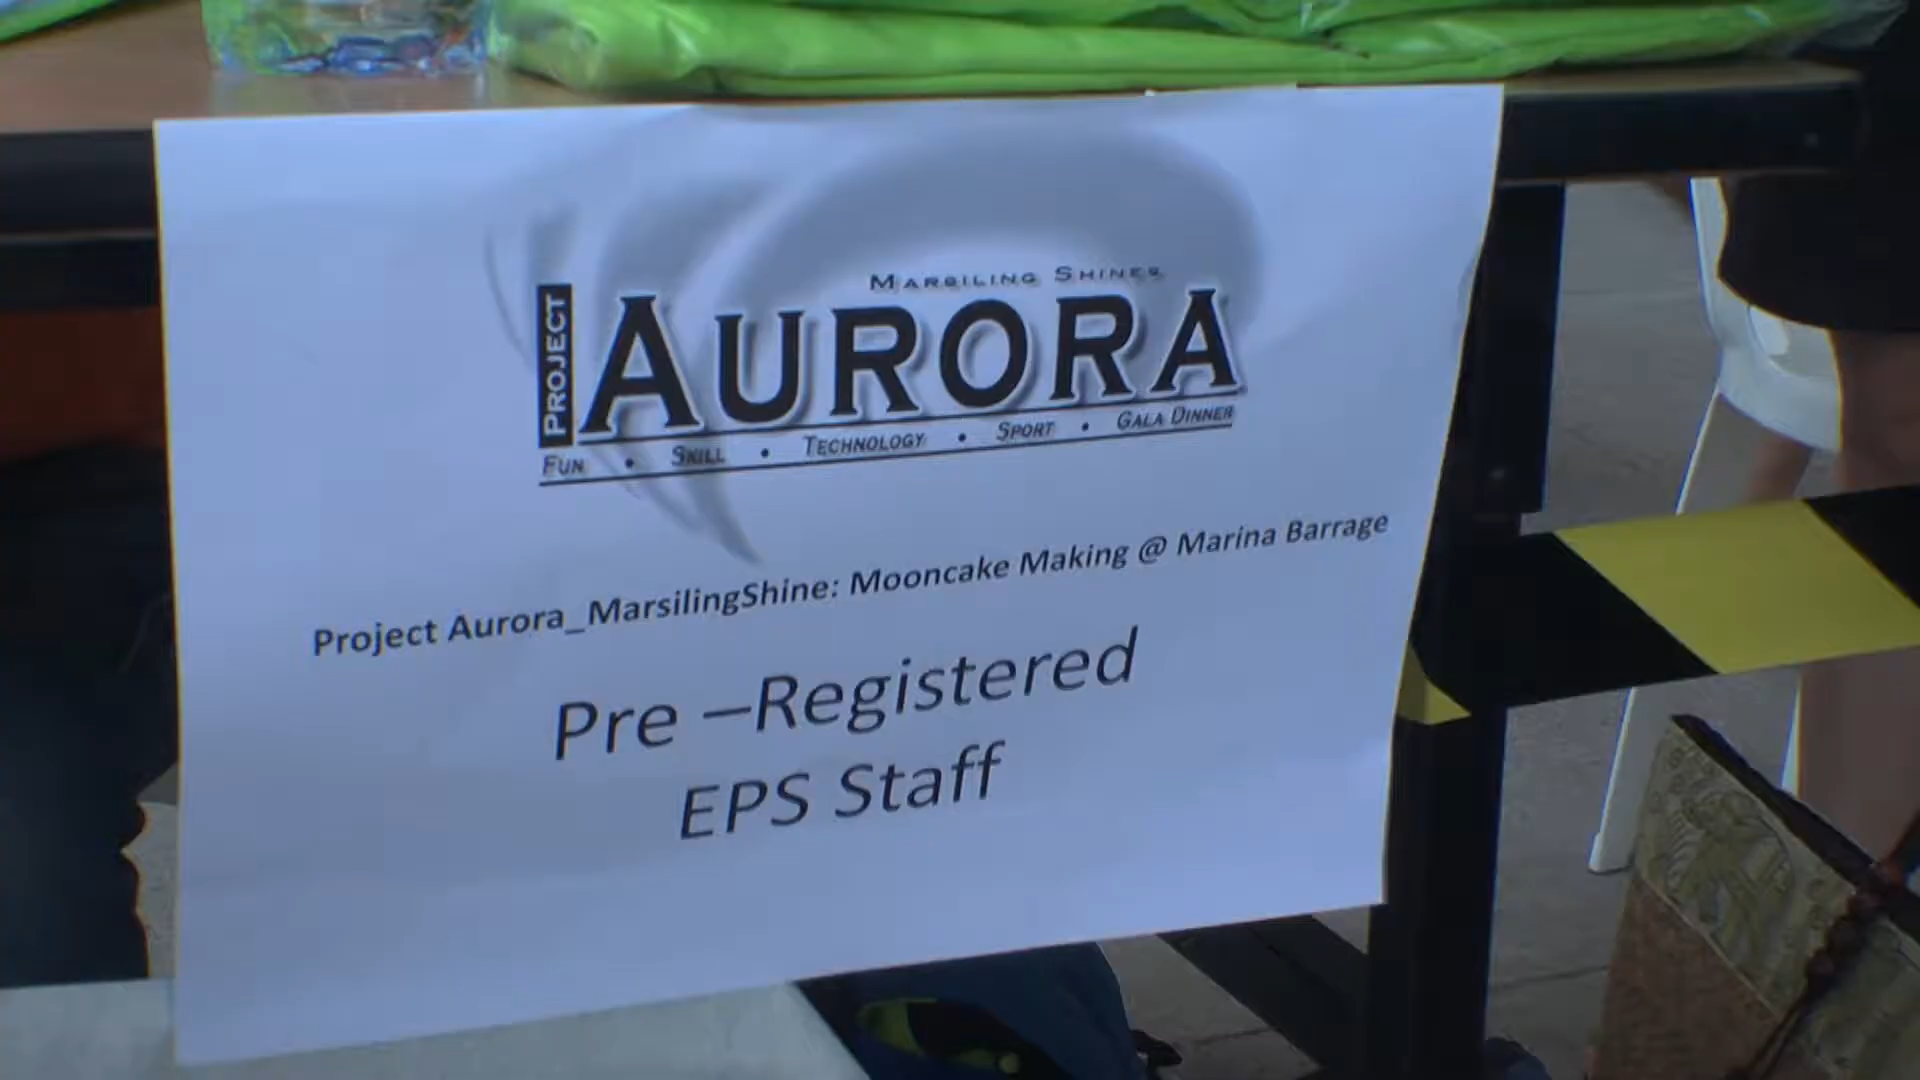 MARSILING SHINES
PROJECT
AURORA
FUN • SKILL • TECHNOLOGY • SPORT • GALA DINNER
Project Aurora_MarsilingShine: Mooncake Making @ Marina Barrage
Pre –Registered
EPS Staff